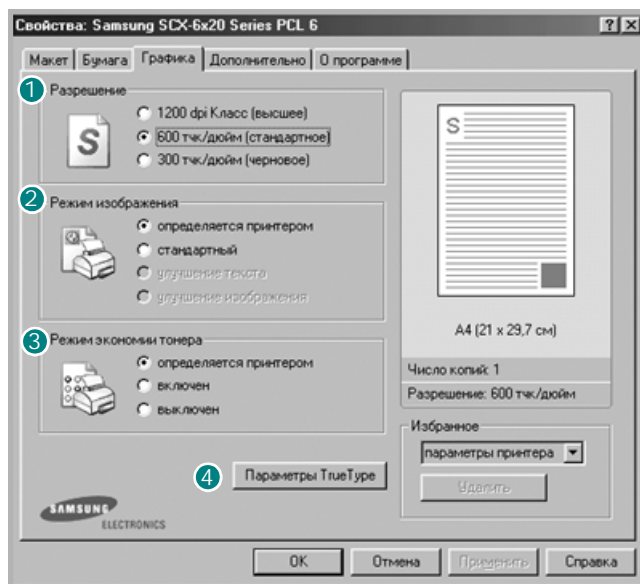 Свойства: Samsung SCX-6x20 Series PCL 6
Макет Бумага Графика Дополнительно О программе
1 Разрешение
1200 dpi Класс (высшее)
600 тчк/дюйм (стандартное)
300 тчк/дюйм (черновое)
S
2 Режим изображения
определяется принтером
стандартный
улучшение текста
улучшение изображения
3 Режим экономии тонера
определяется принтером
включен
выключен
4 Параметры TrueType
S
A4 (21 x 29,7 см)
Число копий: 1
Разрешение: 600 тчк/дюйм
Избранное
параметры принтера
Удалить
SAMSUNG
ELECTRONICS
OK Отмена Применить Справка